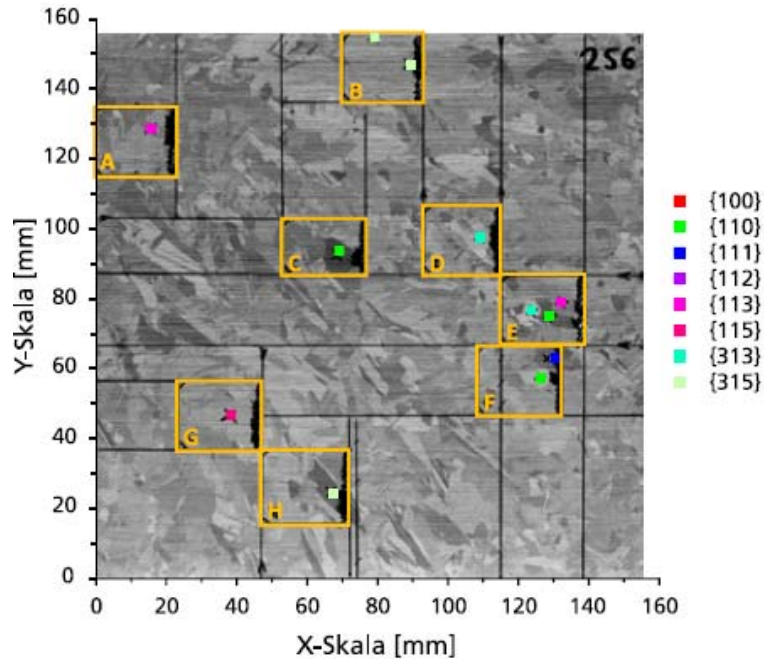 160
140
120
100
80
60
40
20
0
Y-Skala [mm]
0 20 40 60 80 100 120 140 160
X-Skala [mm]
256
A
B
C
D
E
F
G
H
{100}
{110}
{111}
{112}
{113}
{115}
{313}
{315}